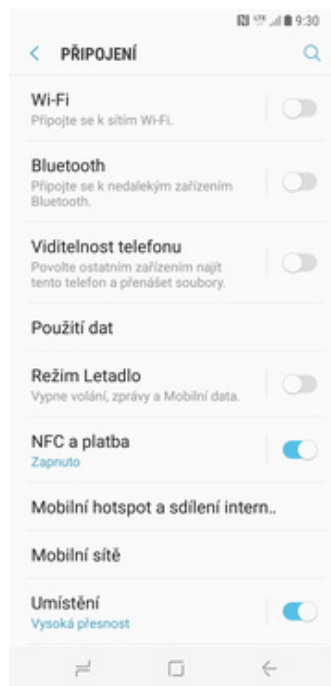 9:30
PŘIPOJENÍ
Wi-Fi
Připojte se k sítím Wi-Fi.
Bluetooth
Připojte se k nedalekým zařízením
Bluetooth.
Viditelnost telefonu
Povolte ostatním zařízením najít
tento telefon a přenášet soubory.
Použití dat
Režim Letadlo
Vypne volání, zprávy a Mobilní data.
NFC a platba
Zapnuto
Mobilní hotspot a sdílení intern..
Mobilní sítě
Umístění
Vysoká přesnost